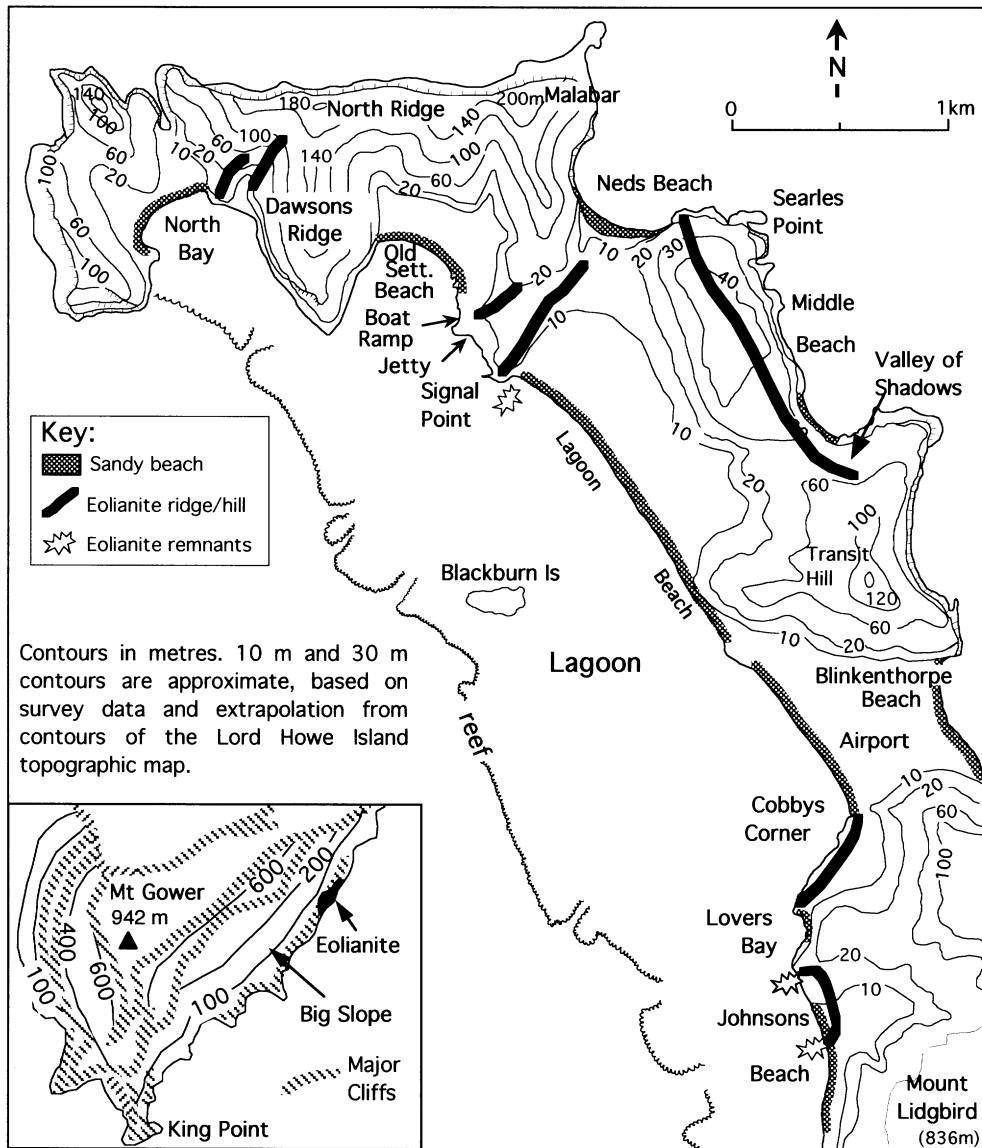 N
0
1km
140
100
60
20
100
60
100
180
North Ridge
200m
Malabar
140
100
60
20
100
60
20
10
140
North
Bay
Dawsons
Ridge
Old
Sett.
Beach
Boat
Ramp
Jetty
Signal
Point
20
10
Neds Beach
10
20
30
40
Searles
Point
Middle
Beach
Valley of
Shadows
Key:
Sandy beach
Eolianite ridge/hill
Eolianite remnants
Lagoon
Beach
10
20
60
100
Transit
Hill
120
60
20
10
Blackburn Is
Lagoon
reef
Contours in metres. 10 m and 30 m
contours are approximate, based on
survey data and extrapolation from
contours of the Lord Howe Island
topographic map.
Blinkenthorpe
Beach
Airport
10
20
60
100
Cobbys
Corner
Lovers
Bay
20
10
Johnsons
Beach
Mount
Lidgbird
(836m)
Mt Gower
942 m
600
200
400
100
600
100
Eolianite
Big Slope
Major
Cliffs
King Point